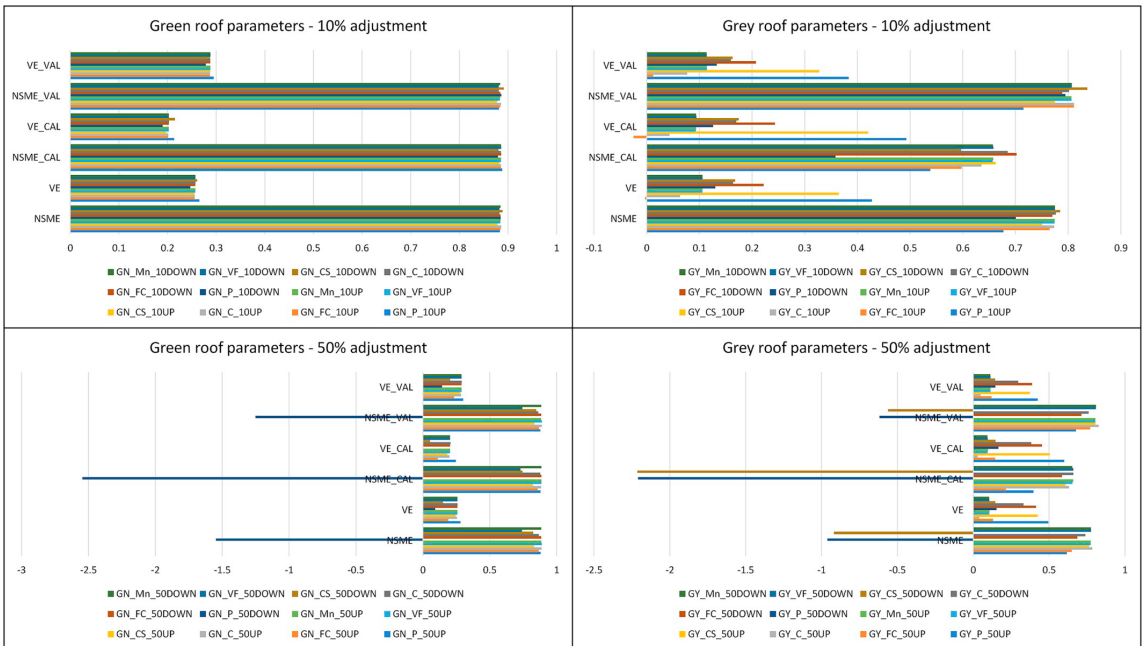 Green roof parameters - 10% adjustment
VE_VAL
NSME_VAL
VE_CAL
NSME_CAL
VE
NSME
0 0.1 0.2 0.3 0.4 0.5 0.6 0.7 0.8 0.9 1
GN_Mn_10DOWN GN_VF_10DOWN GN_CS_10DOWN GN_C_10DOWN
GN_FC_10DOWN GN_P_10DOWN GN_Mn_10UP GN_VF_10UP
GN_CS_10UP GN_C_10UP GN_FC_10UP GN_P_10UP
Grey roof parameters - 10% adjustment
VE_VAL
NSME_VAL
VE_CAL
NSME_CAL
VE
NSME
-0.1 0 0.1 0.2 0.3 0.4 0.5 0.6 0.7 0.8 0.9
GY_Mn_10DOWN GY_VF_10DOWN GY_CS_10DOWN GY_C_10DOWN
GY_FC_10DOWN GY_P_10DOWN GY_Mn_10UP GY_VF_10UP
GY_CS_10UP GY_C_10UP GY_FC_10UP GY_P_10UP
Green roof parameters - 50% adjustment
VE_VAL
NSME_VAL
VE_CAL
NSME_CAL
VE
NSME
-3 -2.5 -2 -1.5 -1 -0.5 0 0.5 1
GN_Mn_50DOWN GN_VF_50DOWN GN_CS_50DOWN GN_C_50DOWN
GN_FC_50DOWN GN_P_50DOWN GN_Mn_50UP GN_VF_50UP
GN_CS_50UP GN_C_50UP GN_FC_50UP GN_P_50UP
Grey roof parameters - 50% adjustment
VE_VAL
NSME_VAL
VE_CAL
NSME_CAL
VE
NSME
-2.5 -2 -1.5 -1 -0.5 0 0.5 1
GY_Mn_50DOWN GY_VF_50DOWN GY_CS_50DOWN GY_C_50DOWN
GY_FC_50DOWN GY_P_50DOWN GY_Mn_50UP GY_VF_50UP
GY_CS_50UP GY_C_50UP GY_FC_50UP GY_P_50UP